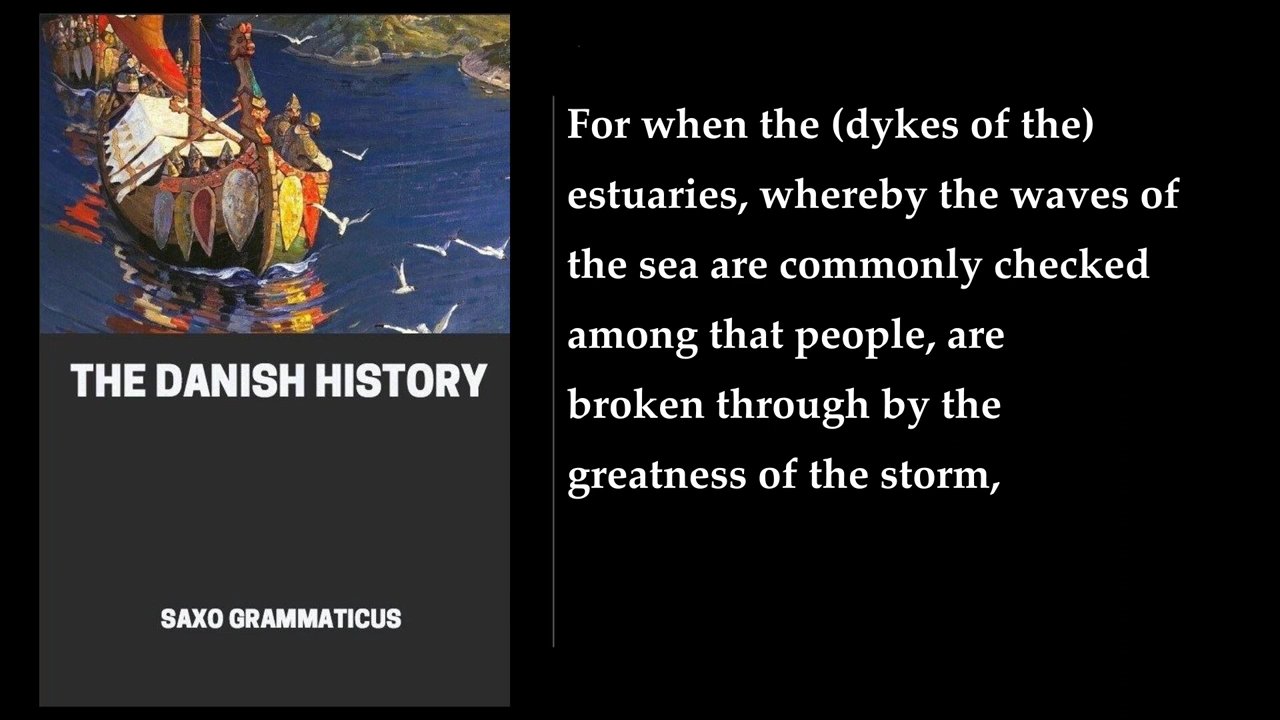 THE DANISH HISTORY
SAXO GRAMMATICUS
For when the (dykes of the)
estuaries, whereby the waves of
the sea are commonly checked
among that people, are
broken through by the
greatness of the storm,